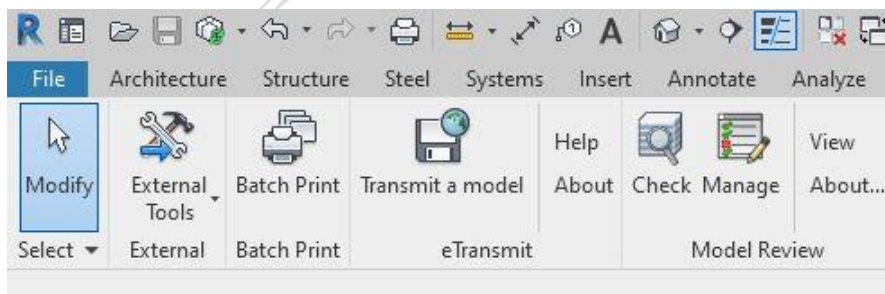 R A
File Architecture Structure Steel Systems Insert Annotate Analyze
Modify External Tools Batch Print Transmit a model Help About Check Manage View About...
Select External Batch Print eTransmit Model Review